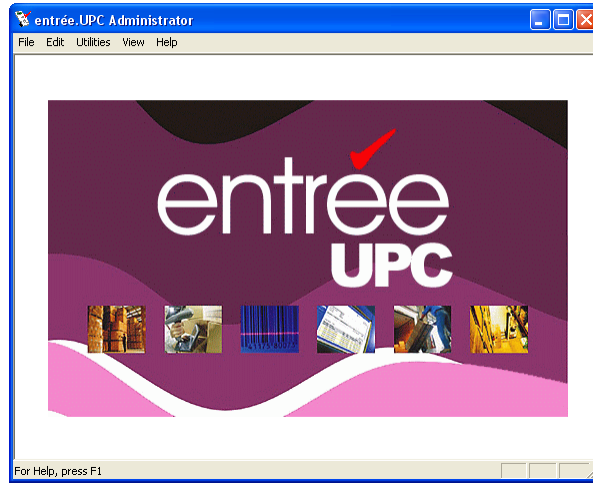 entrée.UPC Administrator
File Edit Utilities View Help
entrée
UPC
For Help, press F1